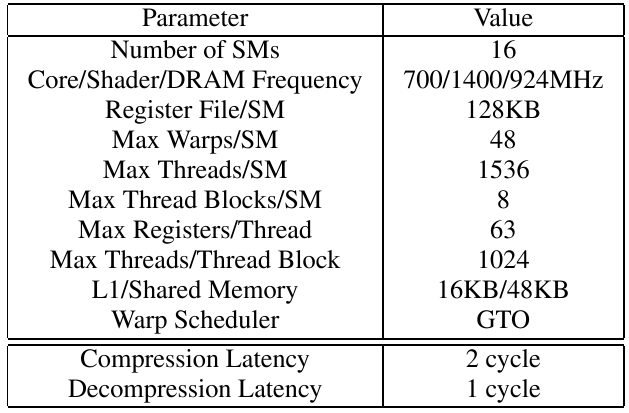 Parameter Value
Number of SMs 16
Core/Shader/DRAM Frequency 700/1400/924MHz
Register File/SM 128KB
Max Warps/SM 48
Max Threads/SM 1536
Max Thread Blocks/SM 8
Max Registers/Thread 63
Max Threads/Thread Block 1024
L1/Shared Memory 16KB/48KB
Warp Scheduler GTO
Compression Latency 2 cycle
Decompression Latency 1 cycle